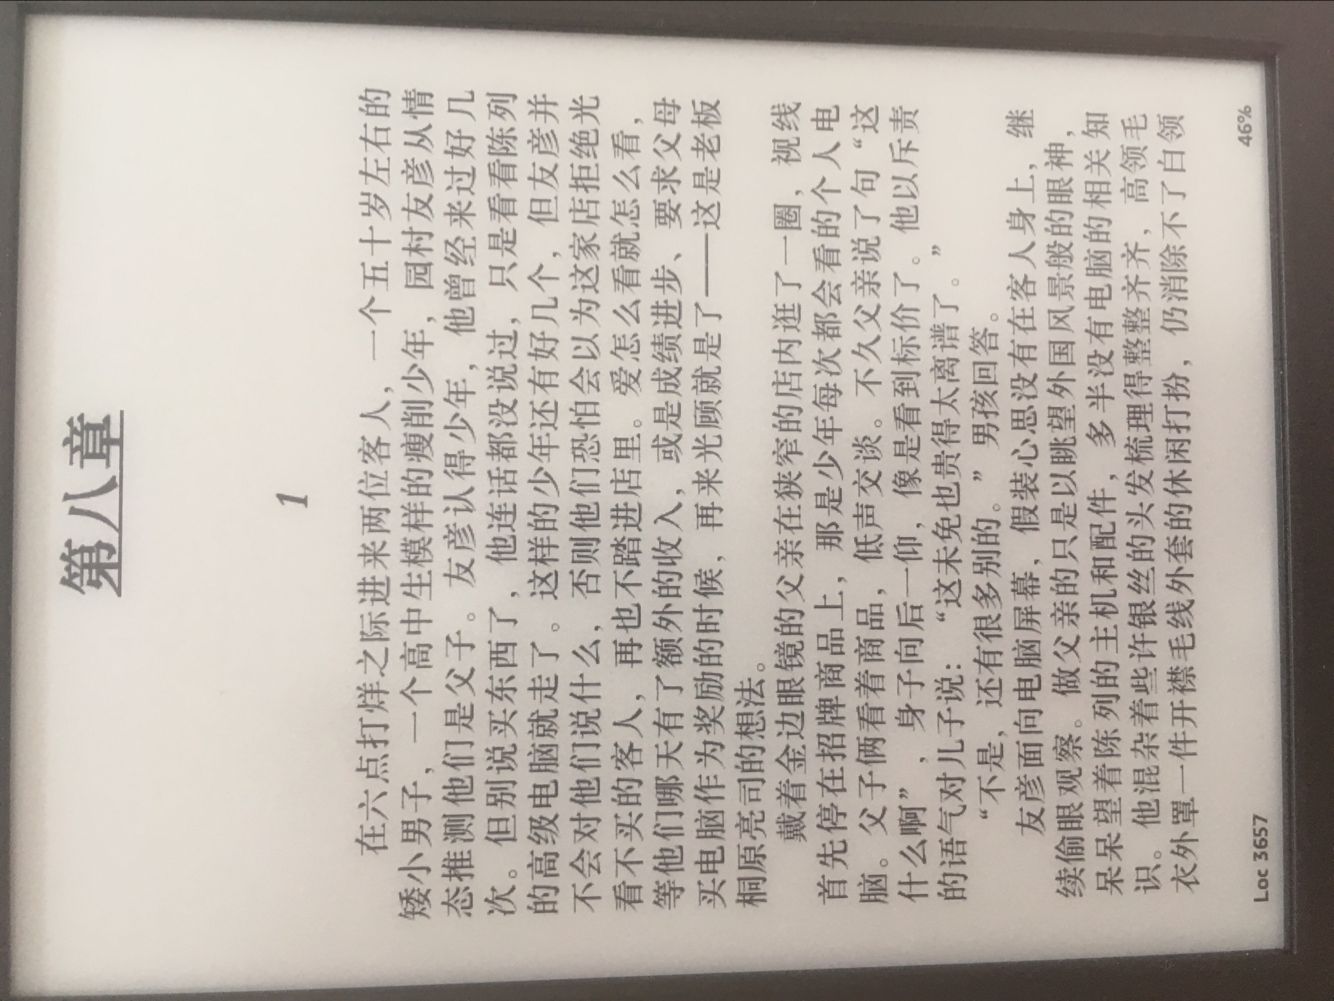 第八章
1
在六点打烊之际进来两位客人，一个五十岁左右的
矮小男子，一个高中生模样的瘦削少年，园村友彦从情
态推测他们是父子。友彦认得少年，他曾经来过好几
次。但别说买东西了，他连话都没说过，只是看看陈列
的高级电脑就走了。这样的少年还有好几个，但友彦并
不会对他们说什么，否则他们恐怕会以为这家店拒绝光
看不买的客人，再也不踏进店里。爱怎么看就怎么看，
等他们哪天有了额外的收入，或是成绩进步、要求父母
买电脑作为奖励的时候，再来光顾就是了——这是老板
桐原亮司的想法。
戴着金边眼镜的父亲在狭窄的店内逛了一圈，视线
首先停在招牌商品上，那是少年每次都会看的个人电
脑。父子俩看着商品，低声交谈。不久父亲说了句“这
什么啊”，身子向后一仰，像是看到标价了。他以斥责
的语气对儿子说：“这未免也贵得太离谱了。”
“不是，还有很多别的。”男孩回答。
友彦面向电脑屏幕，假装心思没有在客人身上，继
续偷眼观察。做父亲的只是以眺望外国风景般的眼神，
呆呆望着陈列的主机和配件，多半没有电脑的相关知
识。他混杂着些许银丝的头发梳理得整整齐齐，高领毛
衣外罩一件开襟毛线外套的休闲打扮，仍消除不了白领
Loc 3657
46%